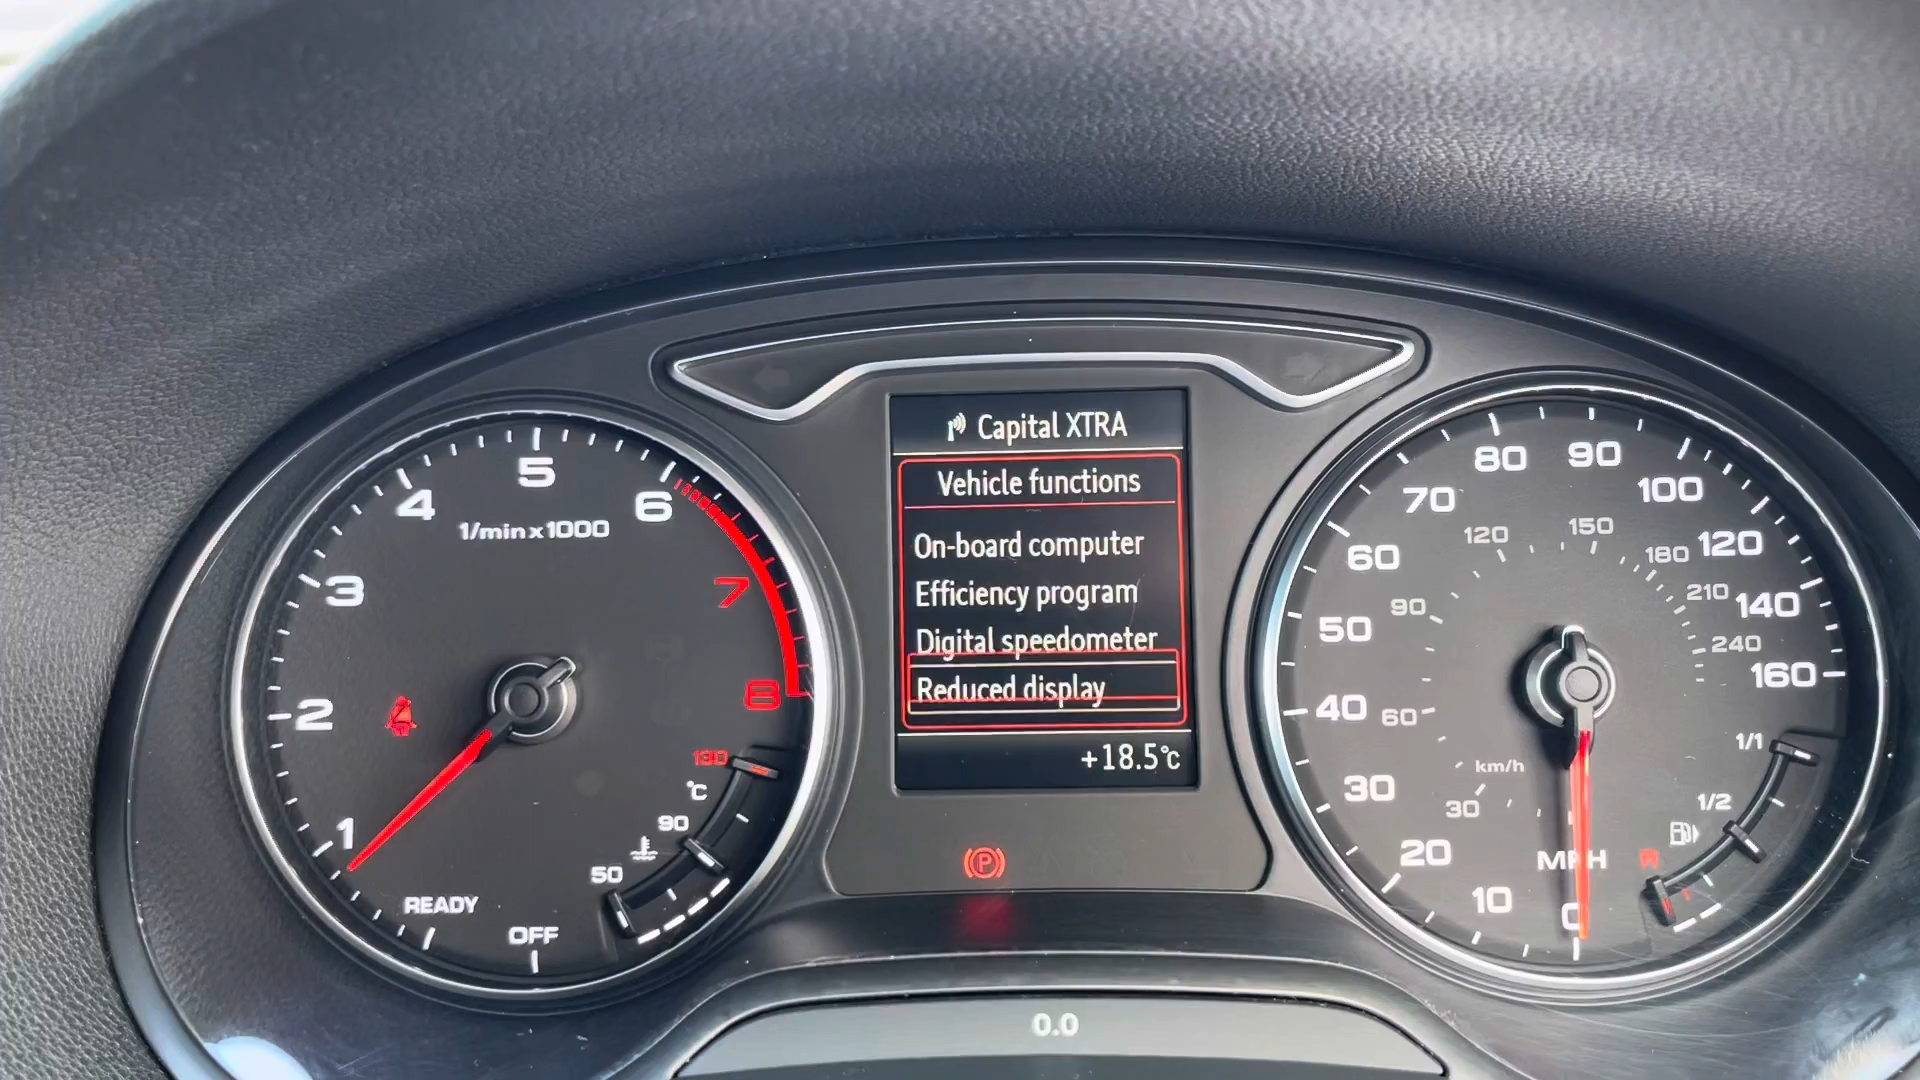 Capital XTRA
Vehicle functions
On-board computer
Efficiency program
Digital speedometer
Reduced display
+18.5°C
1/min x 1000
1
2
3
4
5
6
7
8
READY
OFF
50
90
130
°C
0
10
20
30
40
50
60
70
80
90
100
120
140
160
MPH
30
60
90
120
150
180
210
240
km/h
R
1/2
1/1
(P)
0.0